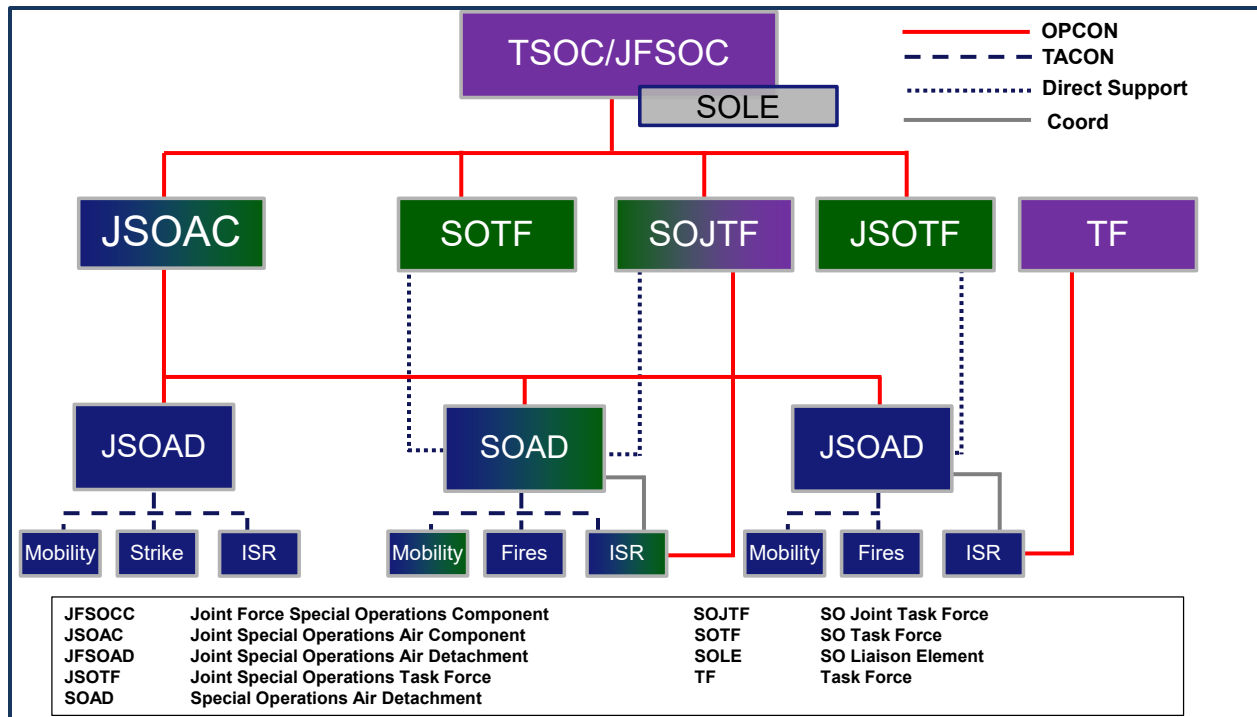 TSOC/JFSOC
SOLE
OPCON
TACON
Direct Support
Coord
JSOAC
SOTF
SOJTF
JSOTF
TF
JSOAD
SOAD
JSOAD
Mobility
Strike
ISR
Mobility
Fires
ISR
Mobility
Fires
ISR
JFSOCC Joint Force Special Operations Component
JSOAC Joint Special Operations Air Component
JFSOAD Joint Special Operations Air Detachment
JSOTF Joint Special Operations Task Force
SOAD Special Operations Air Detachment
SOJTF SO Joint Task Force
SOTF SO Task Force
SOLE SO Liaison Element
TF Task Force